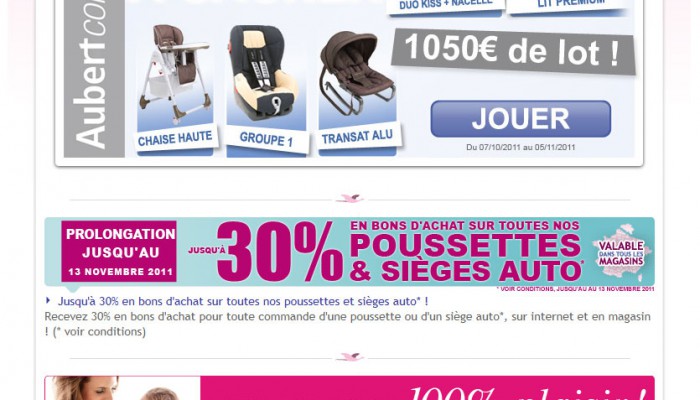 DUO KISS + NACELLE
LIT PREMIUM
Aubert.com
1050€ de lot !
CHAISE HAUTE
GROUPE 1
TRANSAT ALU
JOUER
Du 07/10/2011 au 05/11/2011
PROLONGATION
JUSQU'AU
13 NOVEMBRE 2011
JUSQU'À
30%
EN BONS D'ACHAT SUR TOUTES NOS
POUSSETTES
& SIÈGES AUTO*
VALABLE
DANS TOUS LES
MAGASINS
* VOIR CONDITIONS, JUSQU'AU AU 13 NOVEMBRE 2011
Jusqu'à 30% en bons d'achat sur toutes nos poussettes et sièges auto* !
Recevez 30% en bons d'achat pour toute commande d'une poussette ou d'un siège auto*, sur internet et en magasin
! (* voir conditions)
100% plaisir !